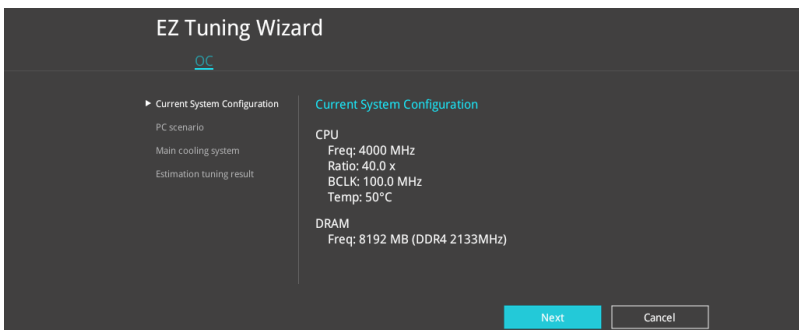 EZ Tuning Wizard
OC
Current System Configuration
PC scenario
Main cooling system
Estimation tuning result
Current System Configuration
CPU
Freq: 4000 MHz
Ratio: 40.0 x
BCLK: 100.0 MHz
Temp: 50°C
DRAM
Freq: 8192 MB (DDR4 2133MHz)
Next
Cancel